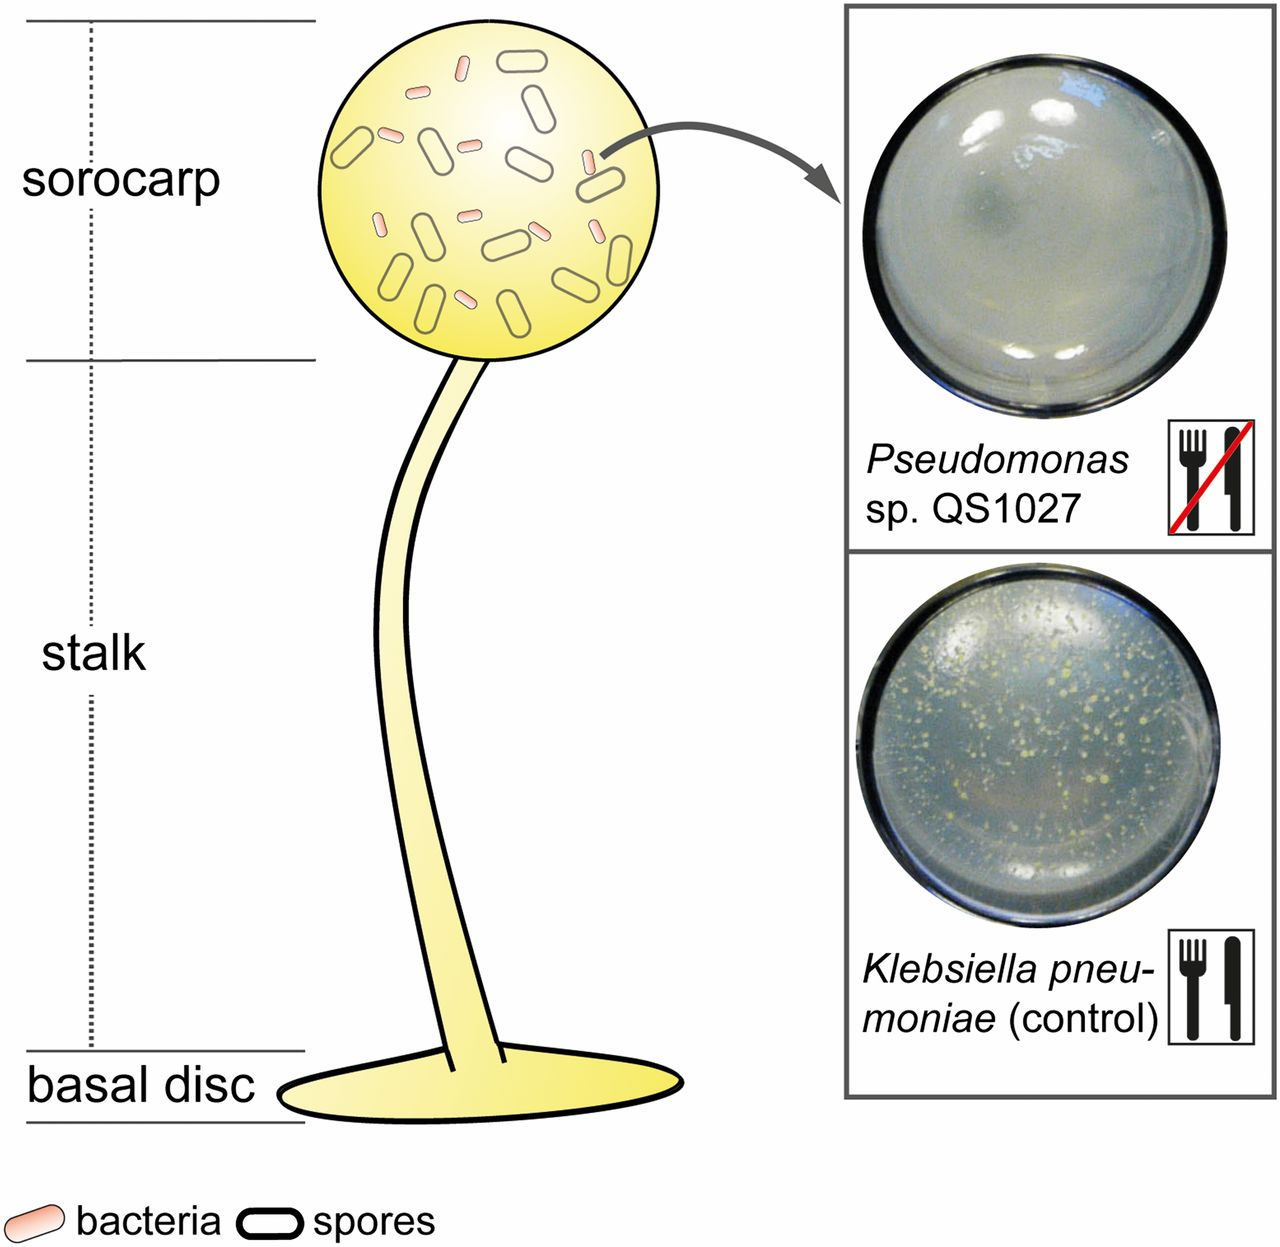 sorocarp
stalk
basal disc
bacteria
spores
Pseudomonas
sp. QS1027
Klebsiella pneu-
moniae (control)